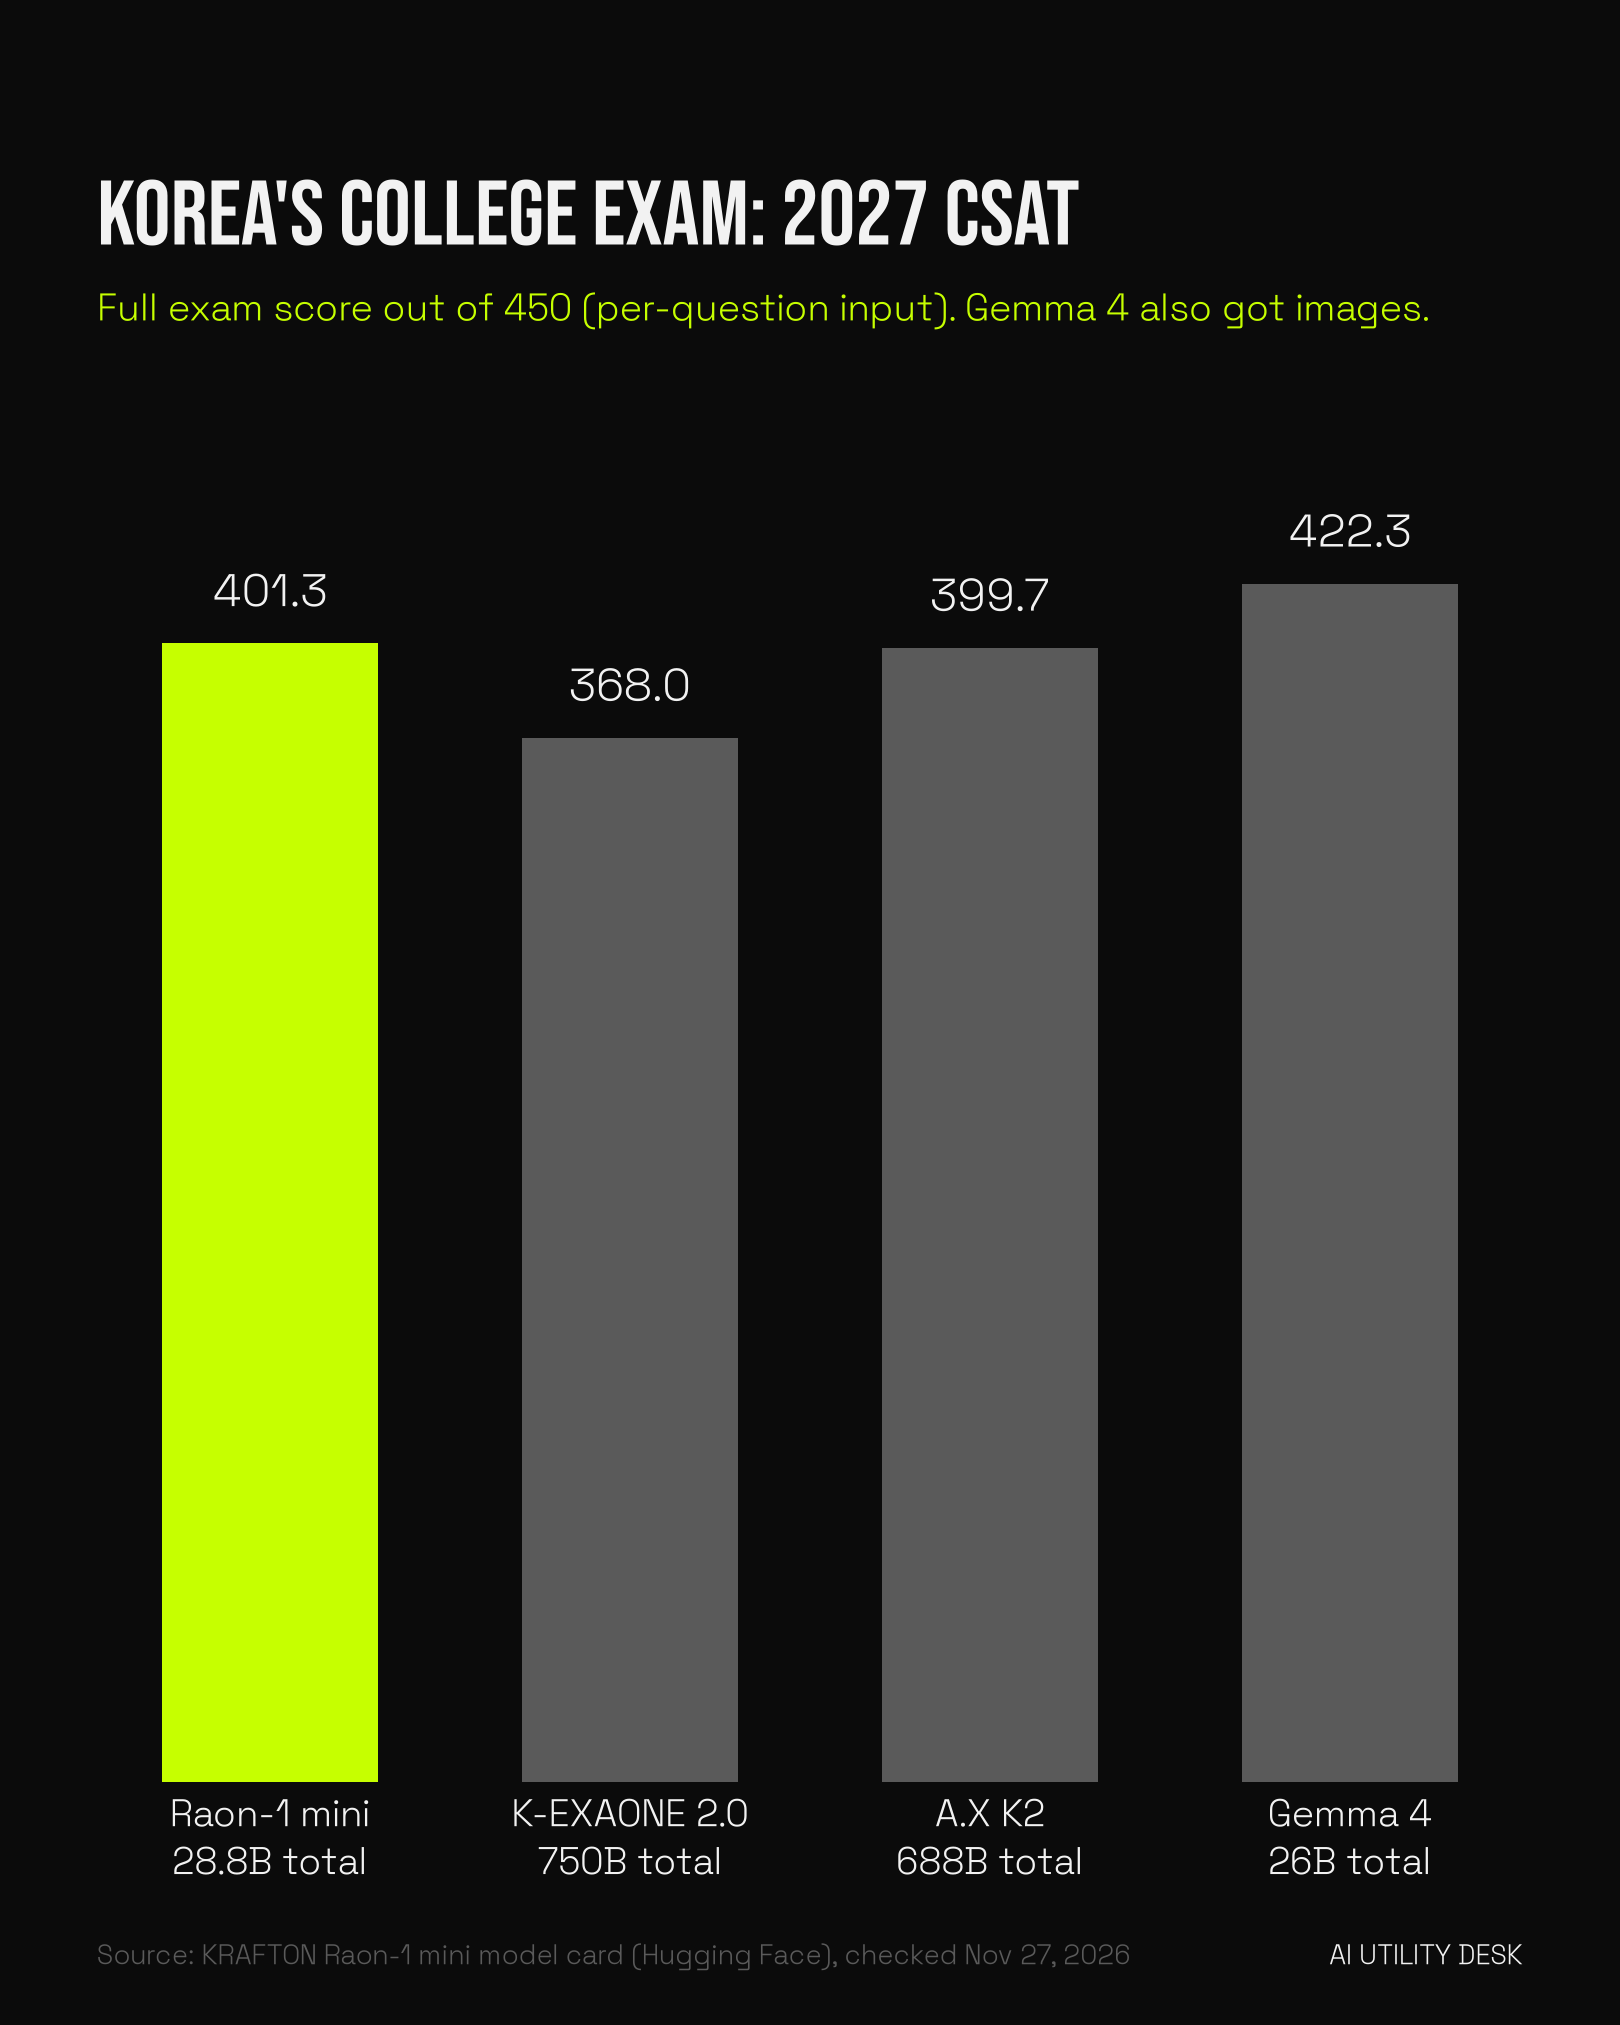 KOREA'S COLLEGE EXAM: 2027 CSAT
Full exam score out of 450 (per-question input). Gemma 4 also got images.
401.3
368.0
399.7
422.3
Raon-1 mini
28.8B total
K-EXAONE 2.0
750B total
A.X K2
688B total
Gemma 4
26B total
Source: KRAFTON Raon-1 mini model card (Hugging Face), checked Nov 27, 2026
AI UTILITY DESK